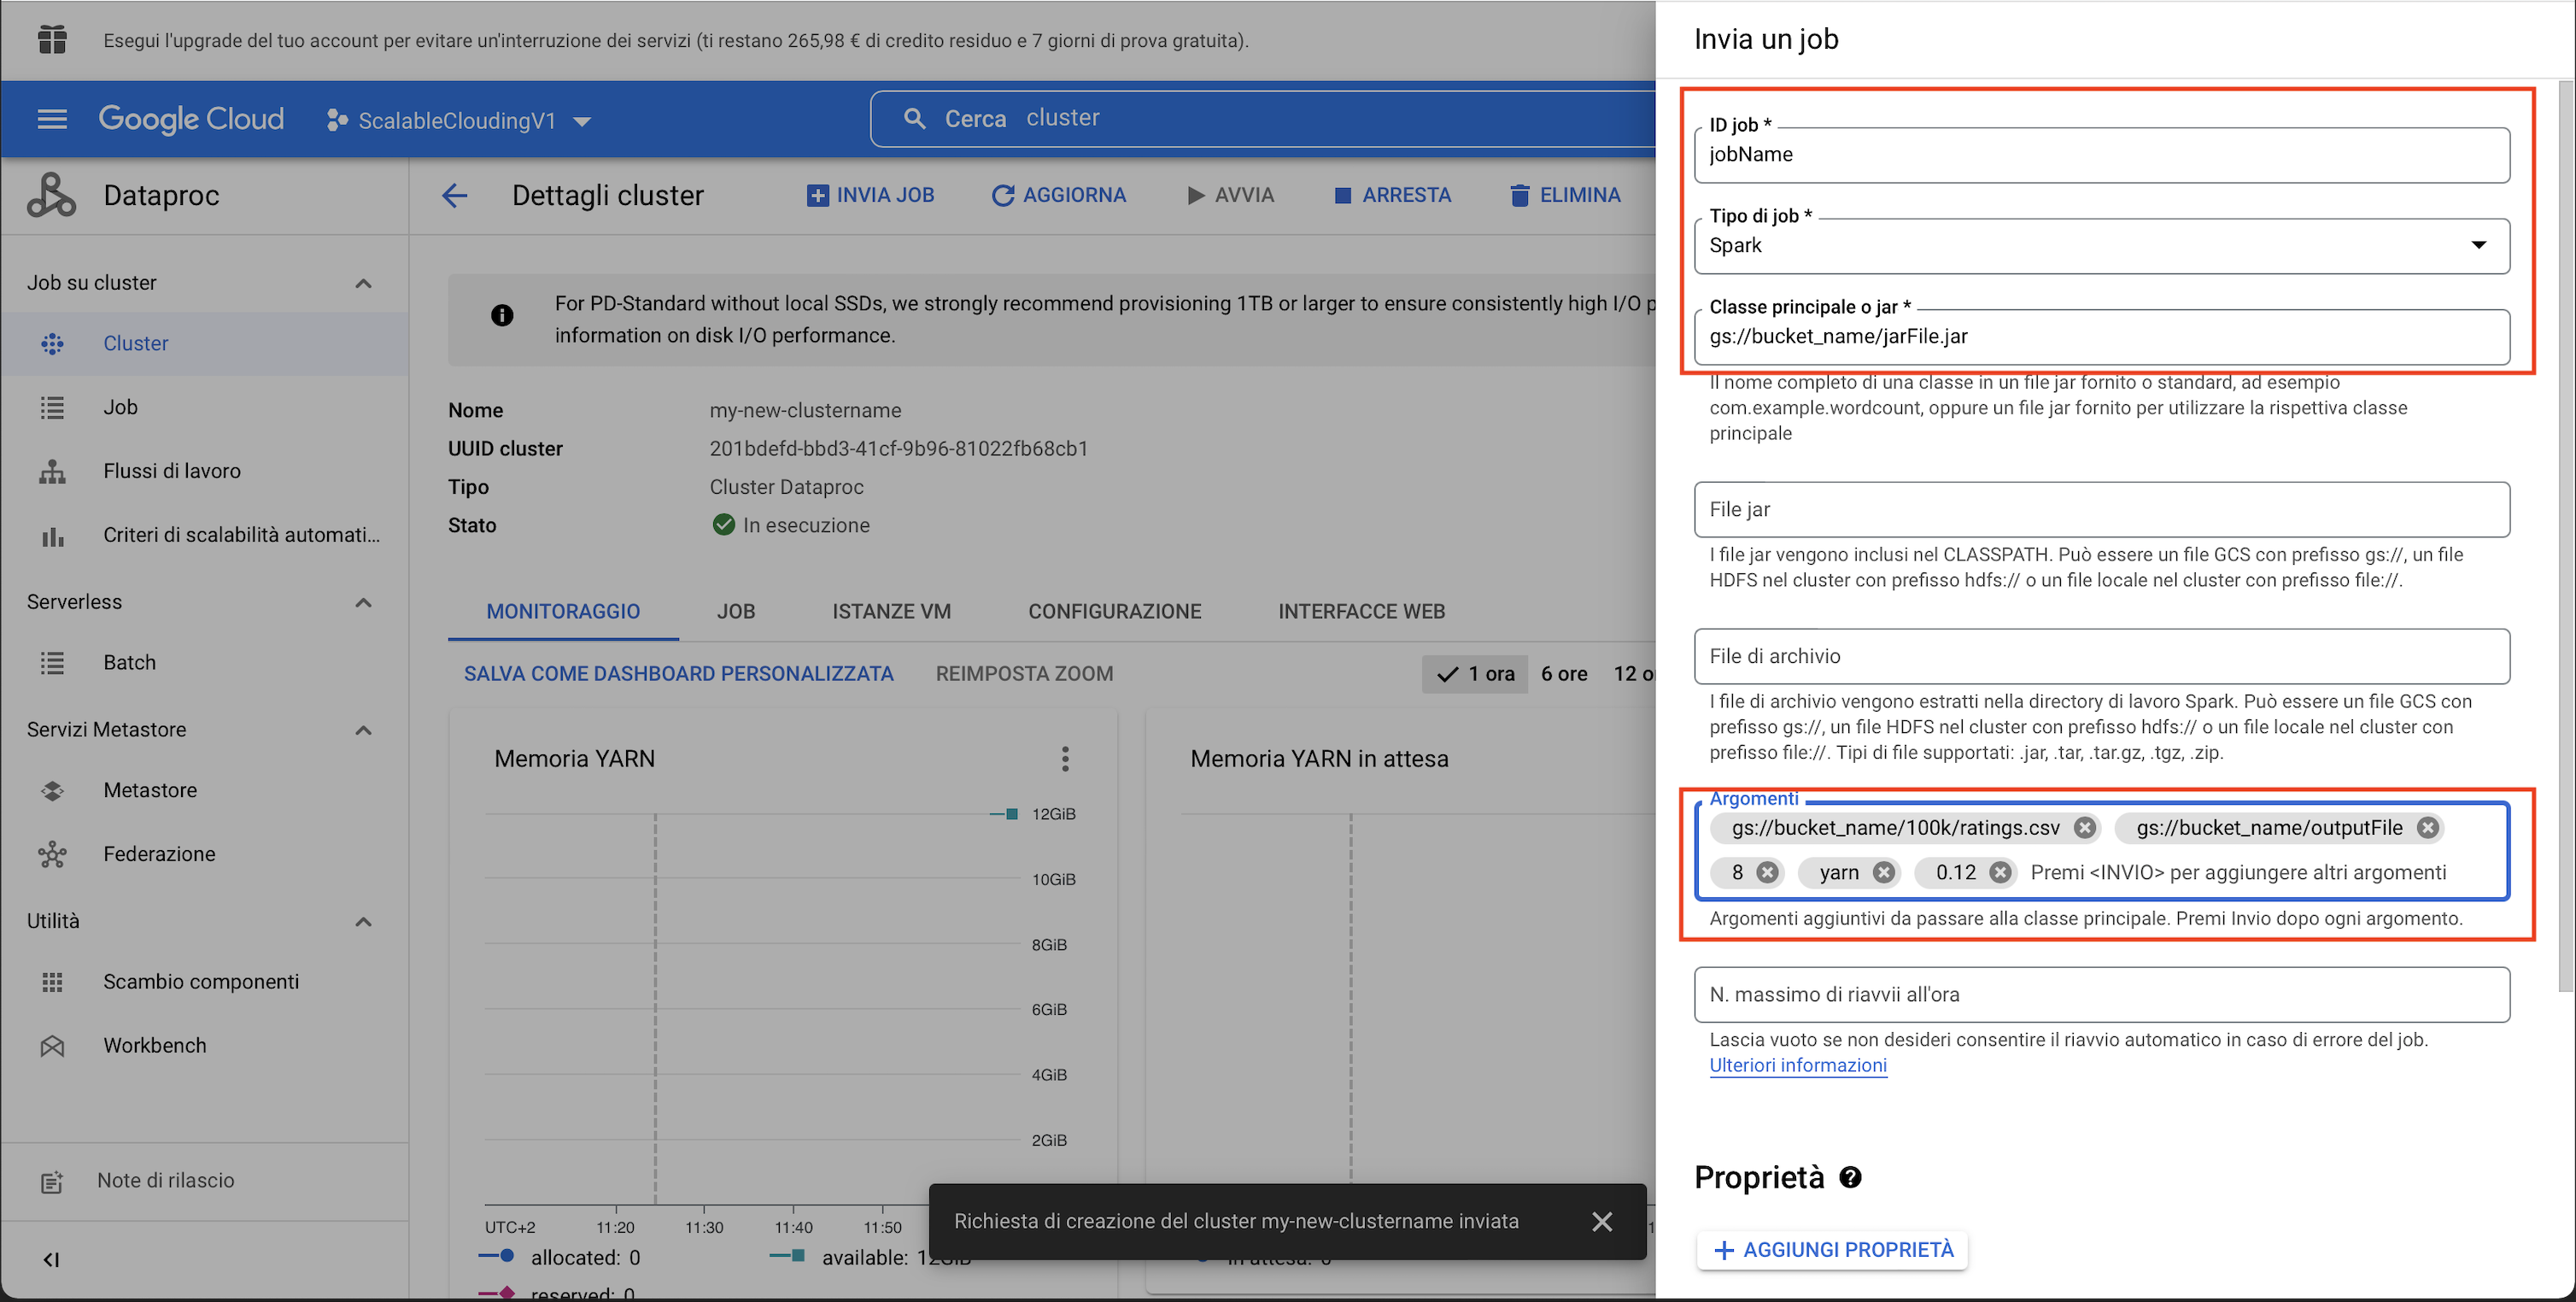 Esegui l'upgrade del tuo account per evitare un'interruzione dei servizi (ti restano 265,98 € di credito residuo e 7 giorni di prova gratuita).
Google Cloud
ScalableCloudingV1
Cerca cluster
Dataproc
Dettagli cluster
INVIA JOB
AGGIORNA
AVVIA
ARRESTA
ELIMINA
Job su cluster
Cluster
Job
Flussi di lavoro
Criteri di scalabilità automati...
Serverless
Batch
Servizi Metastore
Metastore
Federazione
Utilità
Scambio componenti
Workbench
Note di rilascio
For PD-Standard without local SSDs, we strongly recommend provisioning 1TB or larger to ensure consistently high I/O p
information on disk I/O performance.
Nome my-new-clustername
UUID cluster 201bdefd-bbd3-41cf-9b96-81022fb68cb1
Tipo Cluster Dataproc
Stato In esecuzione
MONITORAGGIO
JOB
ISTANZE VM
CONFIGURAZIONE
INTERFACCE WEB
SALVA COME DASHBOARD PERSONALIZZATA
REIMPOSTA ZOOM
1 ora
6 ore
12 o
Memoria YARN
12GiB
10GiB
8GiB
6GiB
4GiB
2GiB
UTC+2 11:20 11:30 11:40 11:50
allocated: 0
available: 12GiB
reserved: 0
Memoria YARN in attesa
Richiesta di creazione del cluster my-new-clustername inviata
Invia un job
ID job *
jobName
Tipo di job *
Spark
Classe principale o jar *
gs://bucket_name/jarFile.jar
Il nome completo di una classe in un file jar fornito o standard, ad esempio
com.example.wordcount, oppure un file jar fornito per utilizzare la rispettiva classe
principale
File jar
I file jar vengono inclusi nel CLASSPATH. Può essere un file GCS con prefisso gs://, un file
HDFS nel cluster con prefisso hdfs:// o un file locale nel cluster con prefisso file://.
File di archivio
I file di archivio vengono estratti nella directory di lavoro Spark. Può essere un file GCS con
prefisso gs://, un file HDFS nel cluster con prefisso hdfs:// o un file locale nel cluster con
prefisso file://. Tipi di file supportati: .jar, .tar, .tar.gz, .tgz, .zip.
Argomenti
gs://bucket_name/100k/ratings.csv gs://bucket_name/outputFile
8 yarn 0.12 Premi <INVIO> per aggiungere altri argomenti
Argomenti aggiuntivi da passare alla classe principale. Premi Invio dopo ogni argomento.
N. massimo di riavvii all'ora
Lascia vuoto se non desideri consentire il riavvio automatico in caso di errore del job.
Ulteriori informazioni
Proprietà
AGGIUNGI PROPRIETÀ